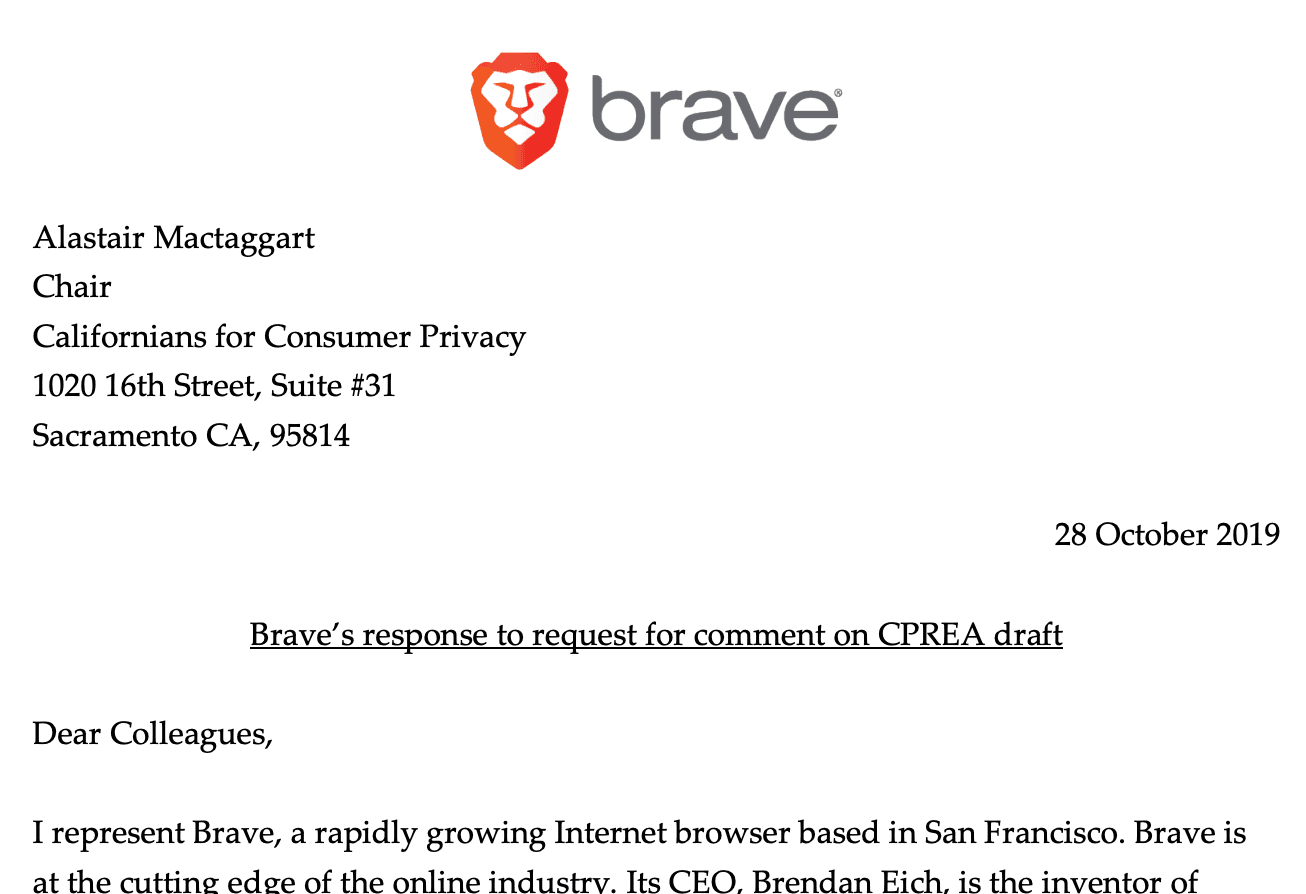 brave®
Alastair Mactaggart
Chair
Californians for Consumer Privacy
1020 16th Street, Suite #31
Sacramento CA, 95814
28 October 2019
Brave’s response to request for comment on CPREA draft
Dear Colleagues,
I represent Brave, a rapidly growing Internet browser based in San Francisco. Brave is
at the cutting edge of the online industry. Its CEO, Brendan Eich, is the inventor of